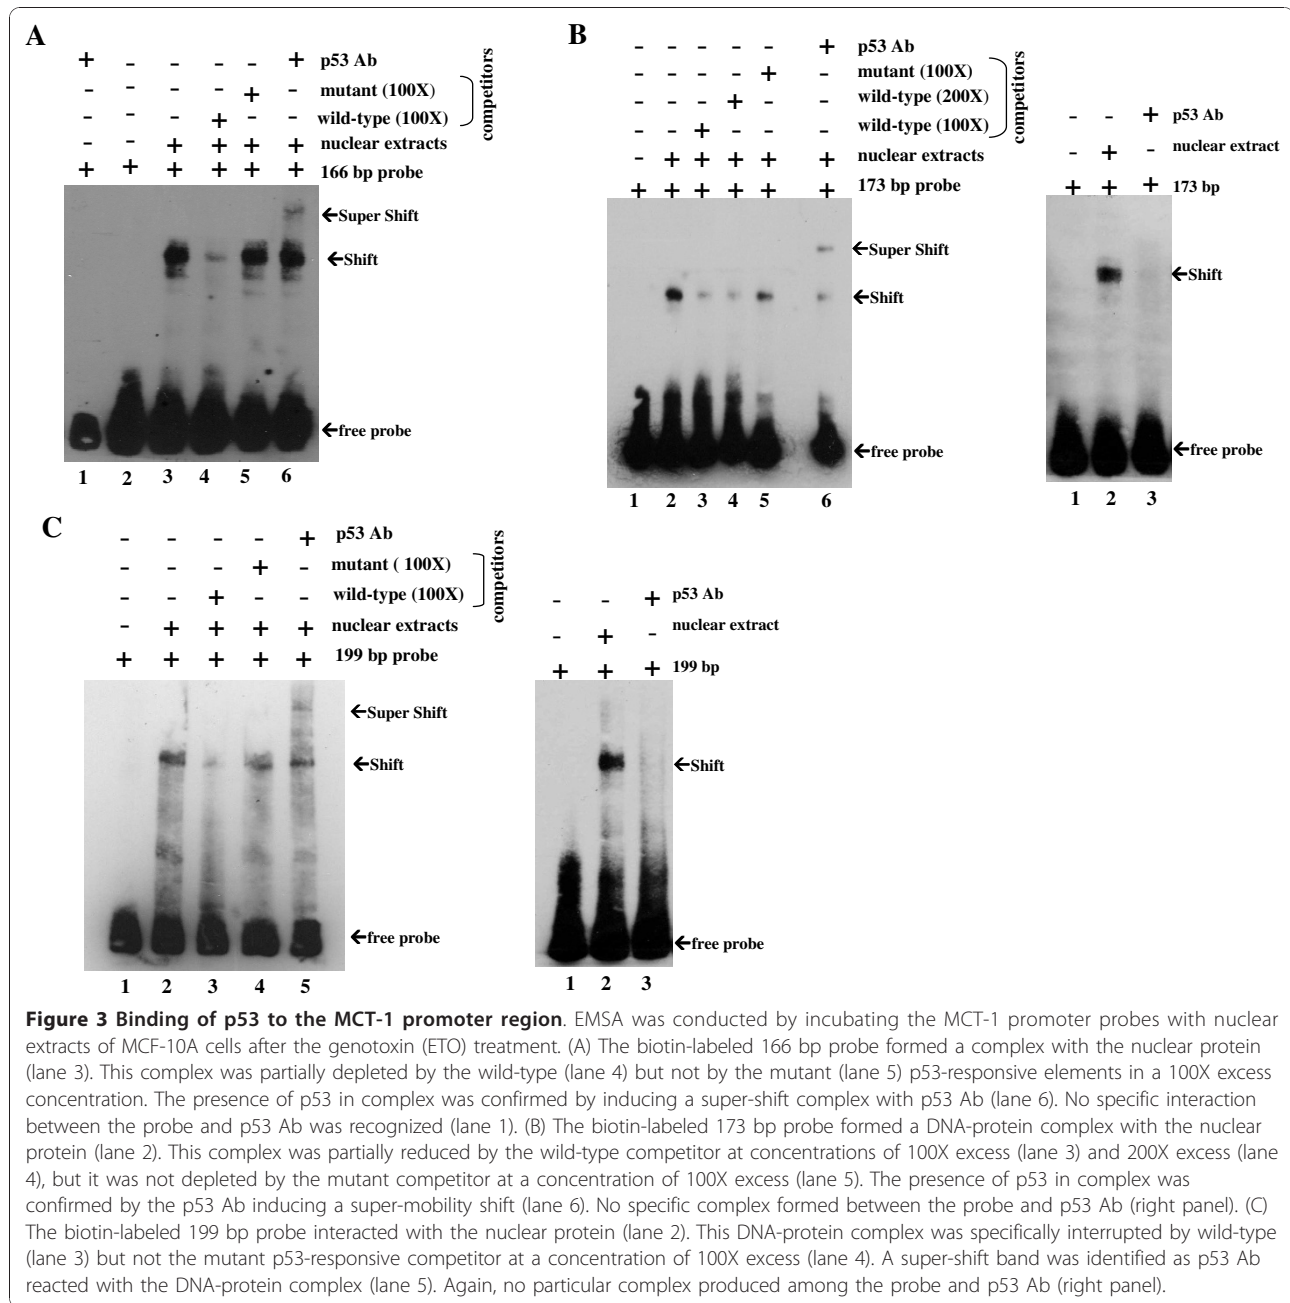 A
+ - - - - + p53 Ab
- - - - + - mutant (100X)
- - - + - - wild-type (100X)
competitors
- - + + + + nuclear extracts
+ + + + + + 166 bp probe
←Super Shift
←Shift
←free probe
1 2 3 4 5 6
B
- - - - - + p53 Ab
- - - - + - mutant (100X)
- - - + - - wild-type (200X)
- - + - - - wild-type (100X)
competitors
- + + + + + nuclear extracts
+ + + + + + 173 bp probe
←Super Shift
←Shift
←free probe
1 2 3 4 5 6
- - + p53 Ab
- + - nuclear extract
+ + + 173 bp
←Shift
←free probe
1 2 3
C
- - - - + p53 Ab
- - - + - mutant ( 100X)
- - + - - wild-type (100X)
competitors
- + + + + nuclear extracts
+ + + + + 199 bp probe
←Super Shift
←Shift
←free probe
1 2 3 4 5
- - + p53 Ab
- + - nuclear extract
+ + + 199 bp
←Shift
←free probe
1 2 3
Figure 3 Binding of p53 to the MCT-1 promoter region. EMSA was conducted by incubating the MCT-1 promoter probes with nuclear
extracts of MCF-10A cells after the genotoxin (ETO) treatment. (A) The biotin-labeled 166 bp probe formed a complex with the nuclear protein
(lane 3). This complex was partially depleted by the wild-type (lane 4) but not by the mutant (lane 5) p53-responsive elements in a 100X excess
concentration. The presence of p53 in complex was confirmed by inducing a super-shift complex with p53 Ab (lane 6). No specific interaction
between the probe and p53 Ab was recognized (lane 1). (B) The biotin-labeled 173 bp probe formed a DNA-protein complex with the nuclear
protein (lane 2). This complex was partially reduced by the wild-type competitor at concentrations of 100X excess (lane 3) and 200X excess (lane
4), but it was not depleted by the mutant competitor at a concentration of 100X excess (lane 5). The presence of p53 in complex was
confirmed by the p53 Ab inducing a super-mobility shift (lane 6). No specific complex formed between the probe and p53 Ab (right panel). (C)
The biotin-labeled 199 bp probe interacted with the nuclear protein (lane 2). This DNA-protein complex was specifically interrupted by wild-type
(lane 3) but not the mutant p53-responsive competitor at a concentration of 100X excess (lane 4). A super-shift band was identified as p53 Ab
reacted with the DNA-protein complex (lane 5). Again, no particular complex produced among the probe and p53 Ab (right panel).